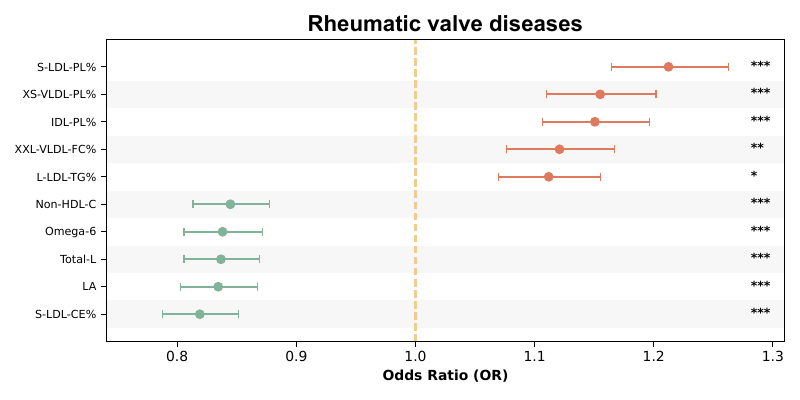 Rheumatic valve diseases
S-LDL-PL% ***
XS-VLDL-PL% ***
IDL-PL% ***
XXL-VLDL-FC% **
L-LDL-TG% *
Non-HDL-C ***
Omega-6 ***
Total-L ***
LA ***
S-LDL-CE% ***
0.8 0.9 1.0 1.1 1.2 1.3
Odds Ratio (OR)